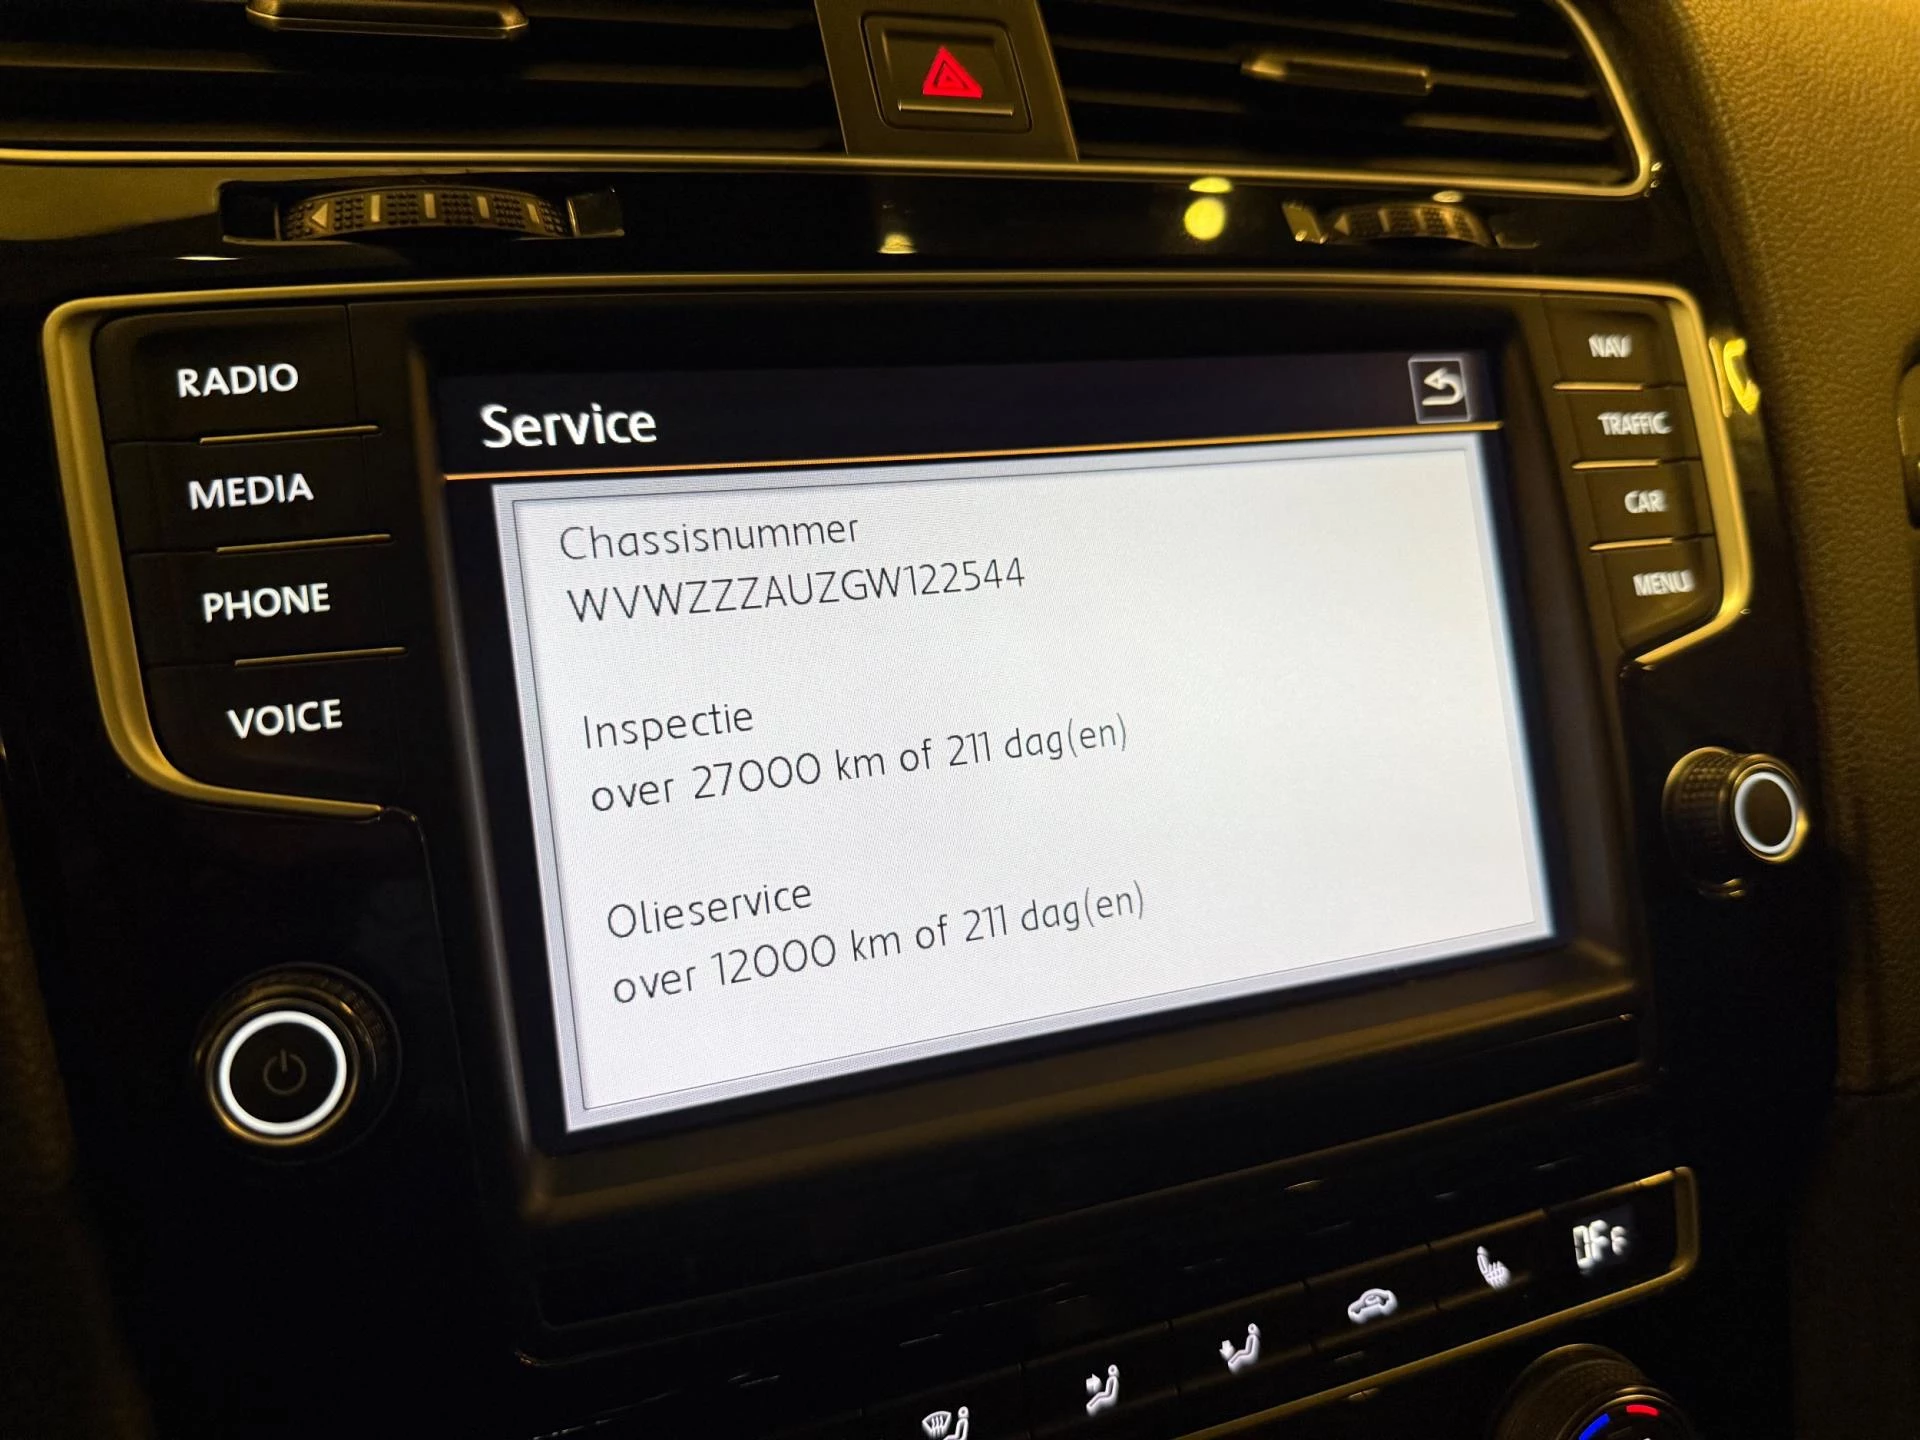 RADIO
MEDIA
PHONE
VOICE
Service
Chassisnummer
WVWZZZAUZGW122544
Inspectie
over 27000 km of 211 dag(en)
Olieservice
over 12000 km of 211 dag(en)
NAV
TRAFFIC
CAR
MENU
OFF